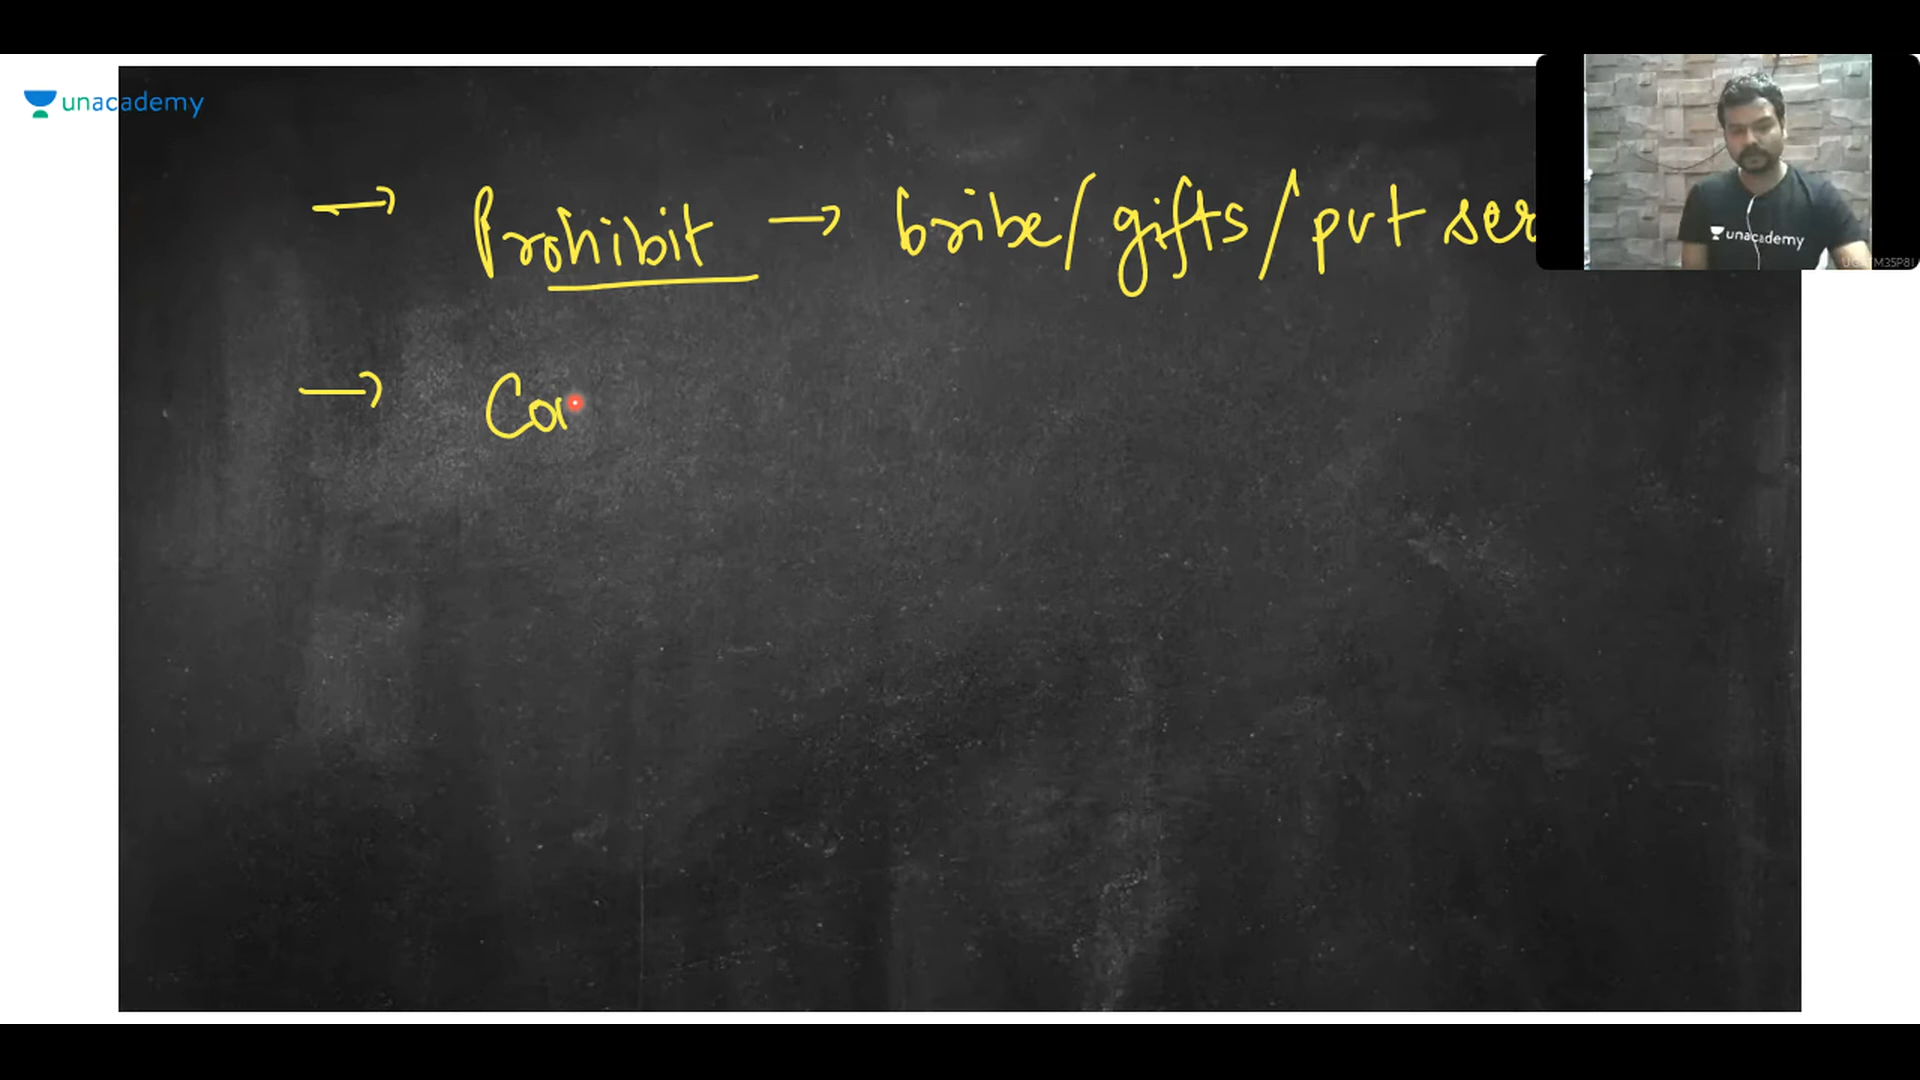 unacademy
→ Prohibit → bribe/gifts/pvt ser
→ Co
unacademy